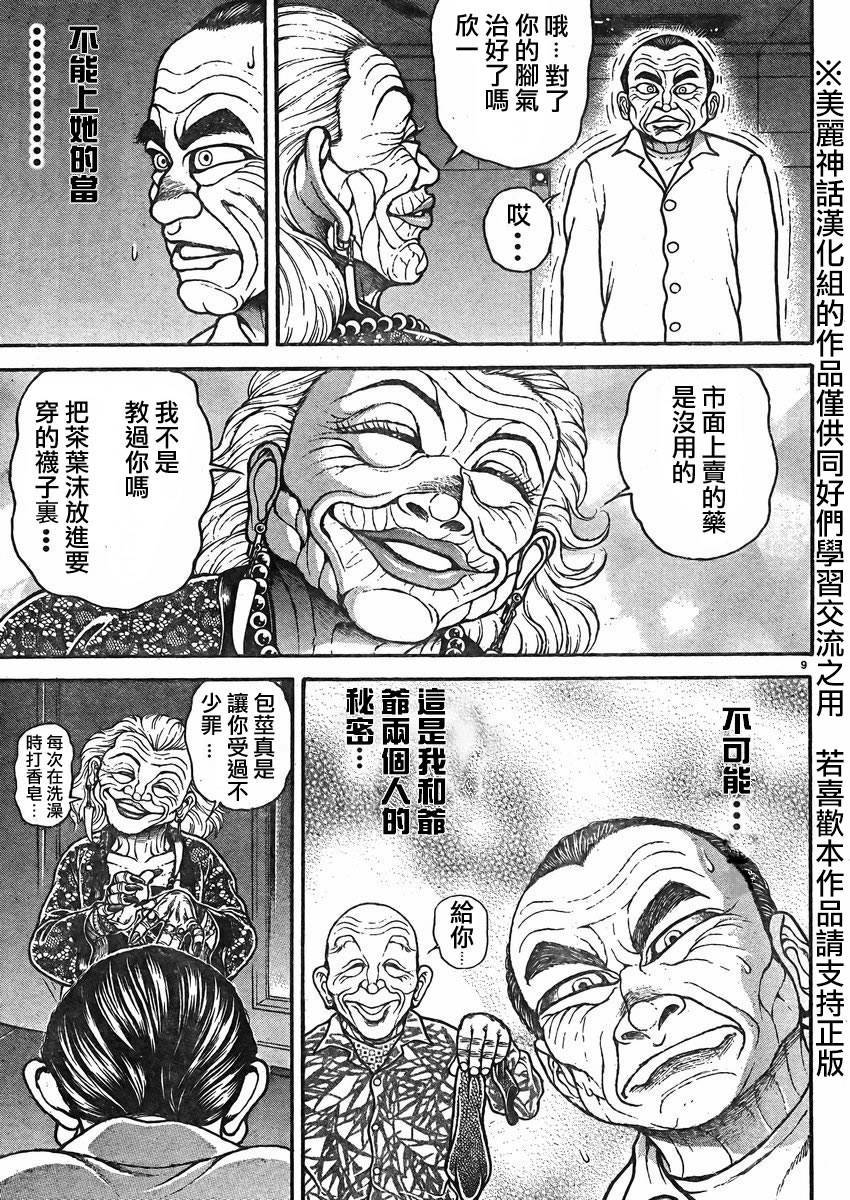 哦…對了
你的腳氣
治好了嗎
欣一
哎…
不能上她的當
………………
市面上賣的藥
是沒用的
我不是
教過你嗎
把茶葉沫放進要
穿的襪子裏…
9
不可能…
這是我和爺
爺兩個人的
秘密…
給你…
包莖真是
讓你受過不
少罪…
每次在洗澡
時打香皂…
※美麗神話漢化組的作品僅供同好們學習交流之用 若喜歡本作品請支持正版